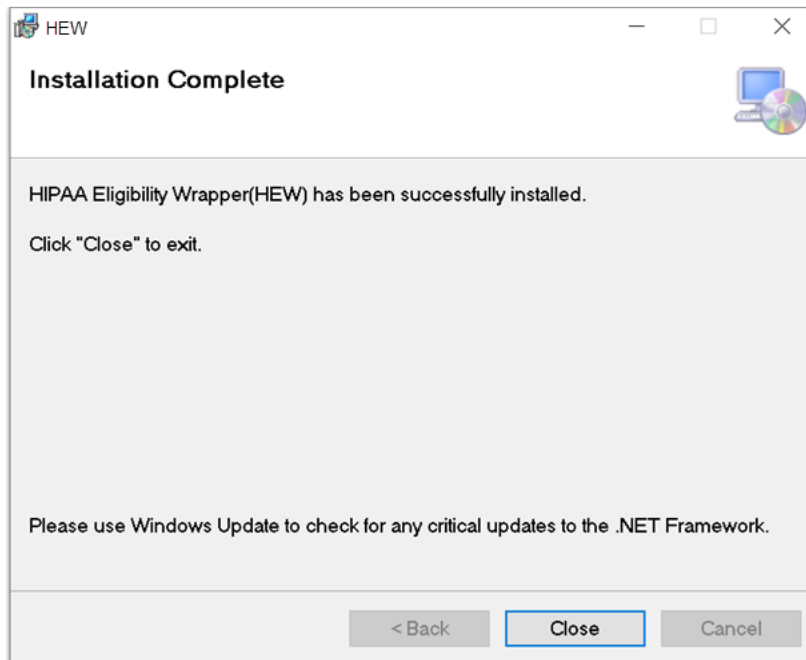 HEW
Installation Complete
HIPAA Eligibility Wrapper(HEW) has been successfully installed.
Click "Close" to exit.
Please use Windows Update to check for any critical updates to the .NET Framework.
< Back
Close
Cancel